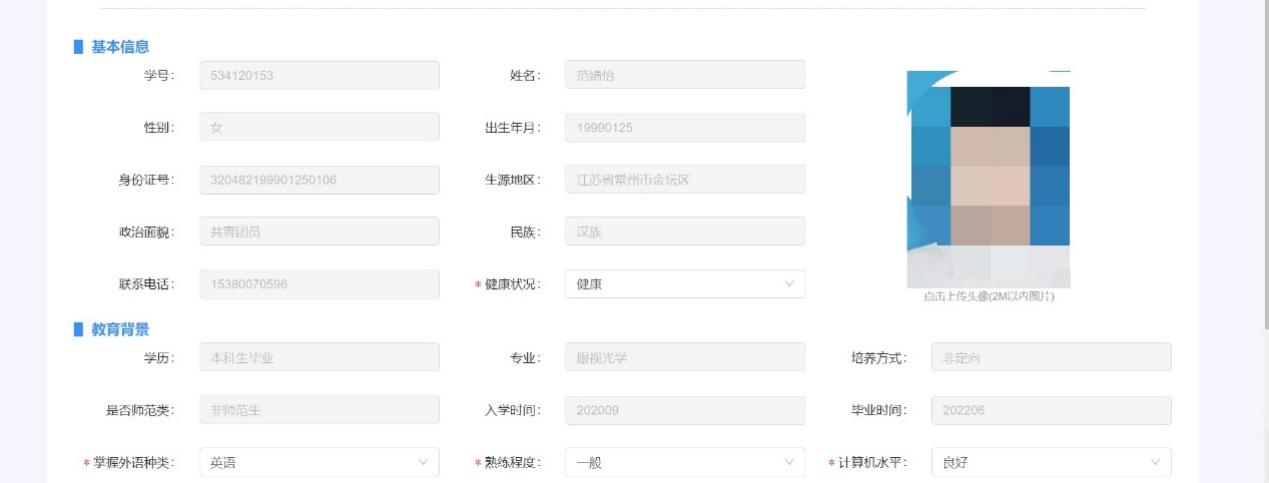 基本信息
学号: 534120153 姓名: 范婧怡
性别: 女 出生年月: 19990125
身份证号: 320482199901250106 生源地区: 江苏省常州市金坛区
政治面貌: 共青团员 民族: 汉族
联系电话: 15380070596 * 健康状况: 健康
点击上传头像(2M以内图片)
教育背景
学历: 本科生毕业 专业: 眼视光学 培养方式: 非定向
是否师范类: 非师范生 入学时间: 202009 毕业时间: 202206
* 掌握外语种类: 英语 * 熟练程度: 一般 * 计算机水平: 良好